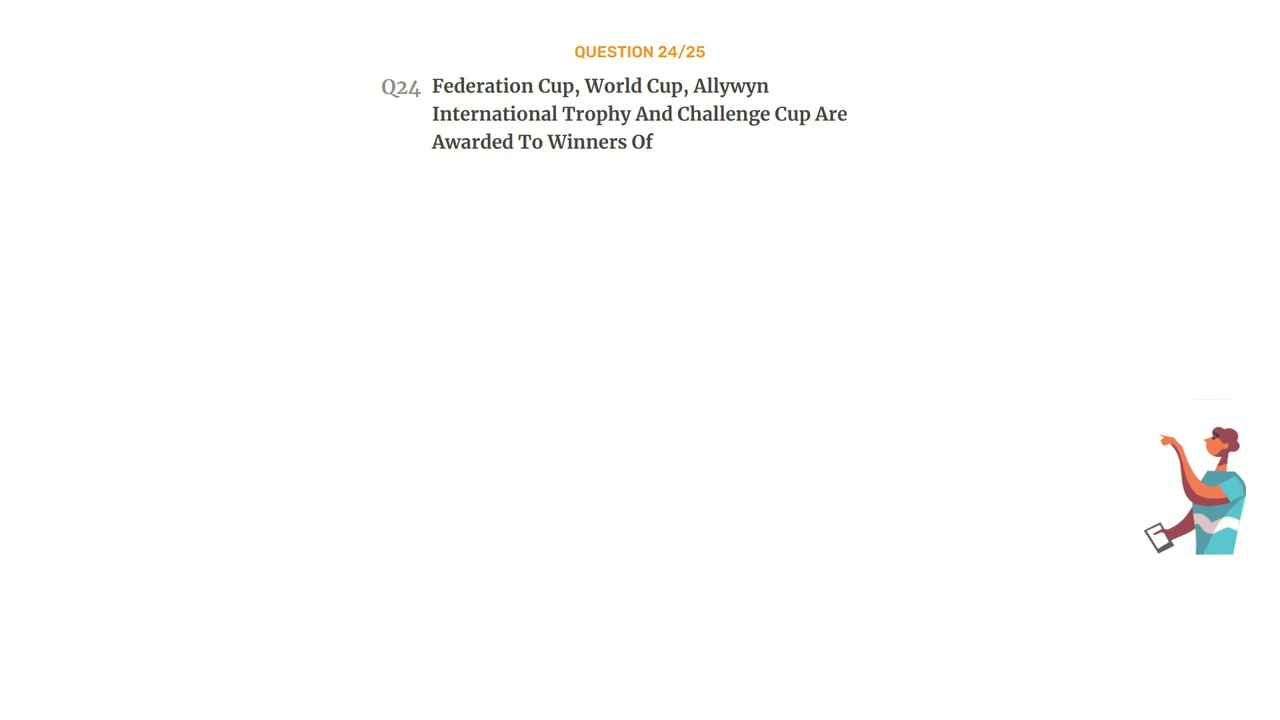 QUESTION 24/25
Q24 Federation Cup, World Cup, Allywyn
International Trophy And Challenge Cup Are
Awarded To Winners Of